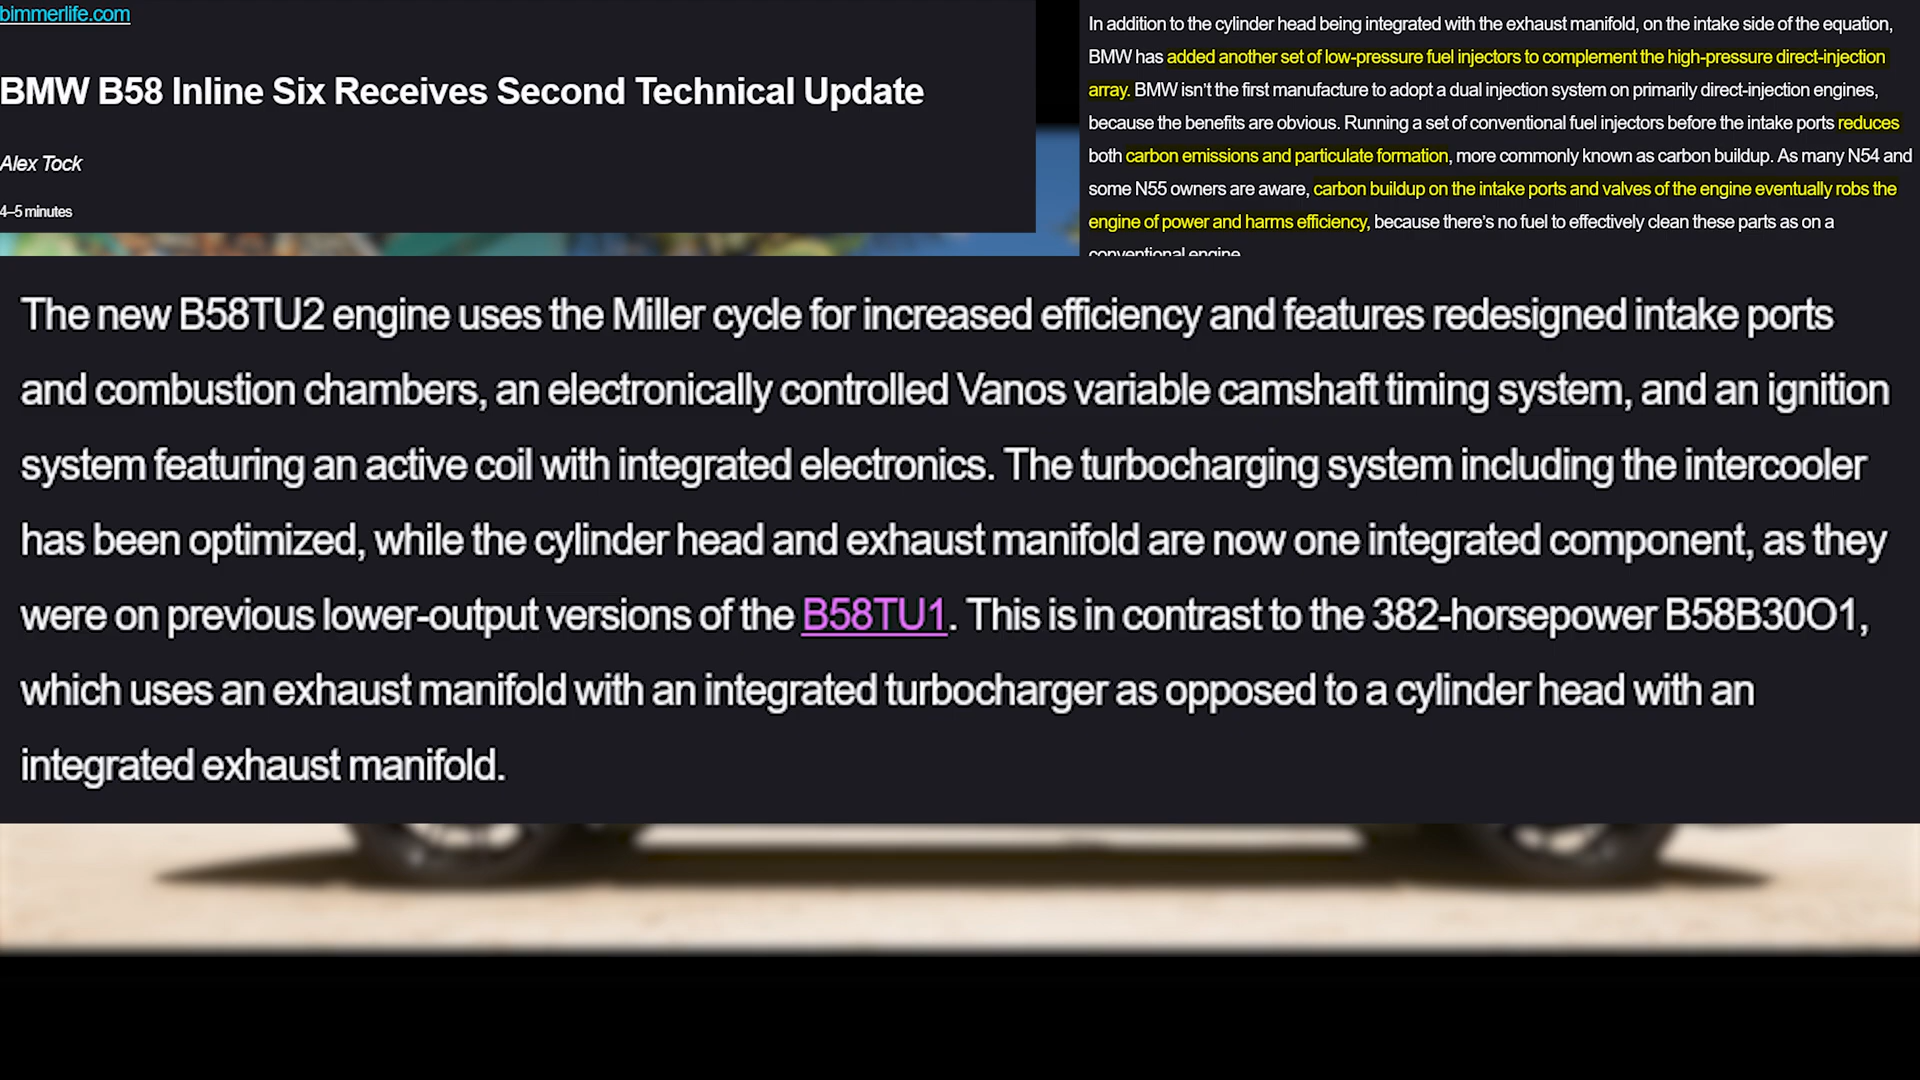 bimmerlife.com
BMW B58 Inline Six Receives Second Technical Update
Alex Tock
4–5 minutes
In addition to the cylinder head being integrated with the exhaust manifold, on the intake side of the equation,
BMW has added another set of low-pressure fuel injectors to complement the high-pressure direct-injection
array. BMW isn’t the first manufacture to adopt a dual injection system on primarily direct-injection engines,
because the benefits are obvious. Running a set of conventional fuel injectors before the intake ports reduces
both carbon emissions and particulate formation, more commonly known as carbon buildup. As many N54 and
some N55 owners are aware, carbon buildup on the intake ports and valves of the engine eventually robs the
engine of power and harms efficiency, because there’s no fuel to effectively clean these parts as on a
conventional engine.
The new B58TU2 engine uses the Miller cycle for increased efficiency and features redesigned intake ports
and combustion chambers, an electronically controlled Vanos variable camshaft timing system, and an ignition
system featuring an active coil with integrated electronics. The turbocharging system including the intercooler
has been optimized, while the cylinder head and exhaust manifold are now one integrated component, as they
were on previous lower-output versions of the B58TU1. This is in contrast to the 382-horsepower B58B30O1,
which uses an exhaust manifold with an integrated turbocharger as opposed to a cylinder head with an
integrated exhaust manifold.